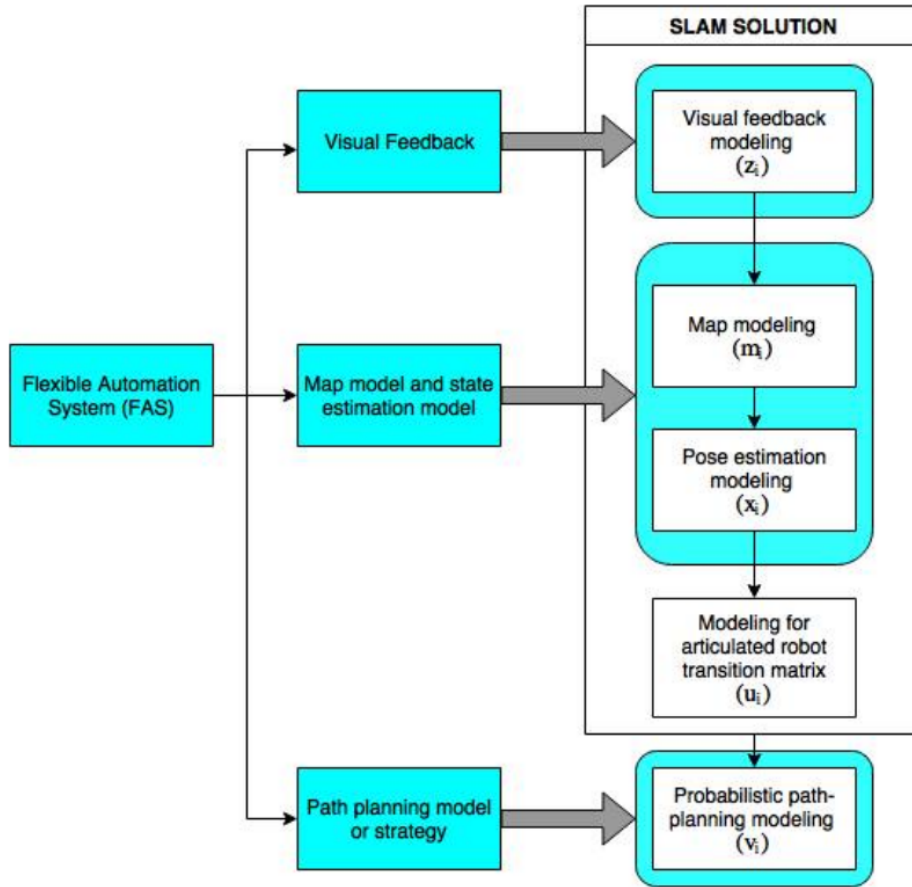 SLAM SOLUTION
Visual Feedback
Visual feedback
modeling
(zᵢ)
Map modeling
(mᵢ)
Flexible Automation
System (FAS)
Map model and state
estimation model
Pose estimation
modeling
(xᵢ)
Modeling for
articulated robot
transition matrix
(uᵢ)
Path planning model
or strategy
Probabilistic path-
planning modeling
(vᵢ)